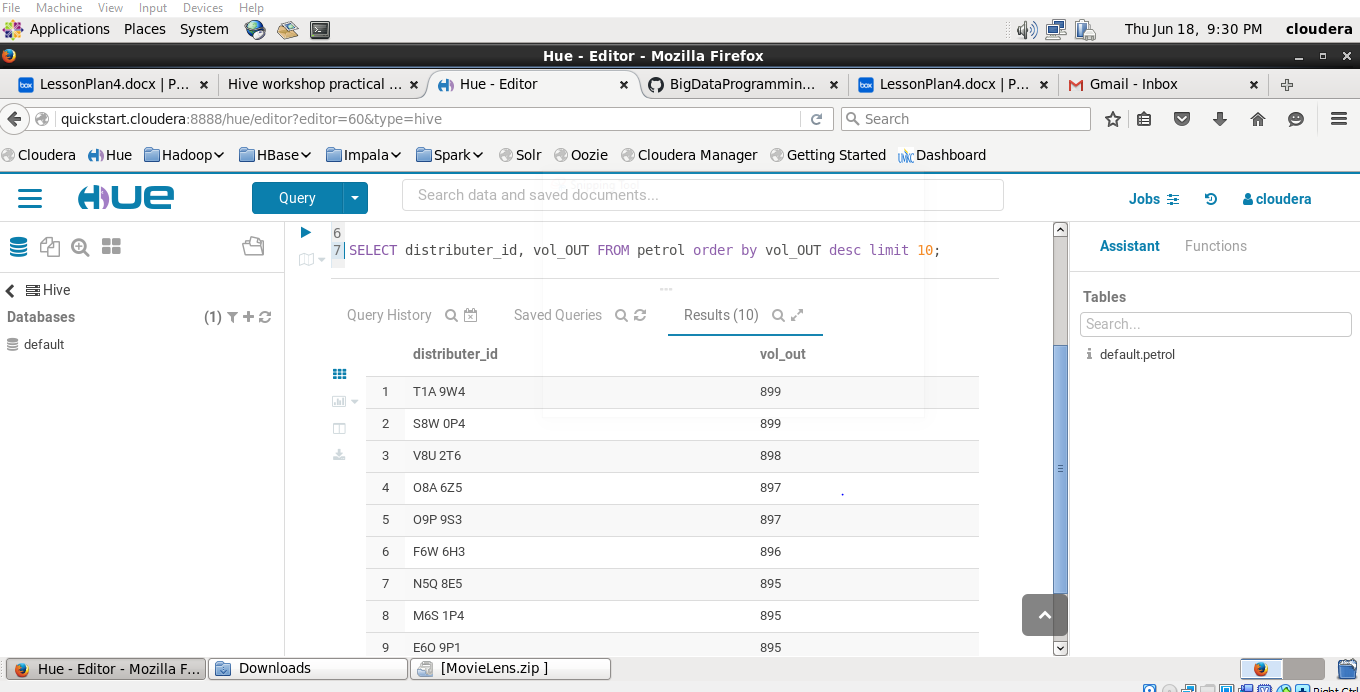 File Machine View Input Devices Help
Applications Places System Thu Jun 18, 9:30 PM cloudera
Hue - Editor - Mozilla Firefox
LessonPlan4.docx | P... Hive workshop practical ... Hue - Editor BigDataProgrammin... LessonPlan4.docx | P... Gmail - Inbox
quickstart.cloudera:8888/hue/editor?editor=60&type=hive Search
Cloudera Hue Hadoop HBase Impala Spark Solr Oozie Cloudera Manager Getting Started UMKC Dashboard
HUE Query Search data and saved documents... Jobs cloudera
6
7 SELECT distributer_id, vol_OUT FROM petrol order by vol_OUT desc limit 10;
Assistant Functions
Hive
Databases (1)
default
Query History Saved Queries Results (10)
Tables
Search...
default.petrol
distributer_id vol_out
1 T1A 9W4 899
2 S8W 0P4 899
3 V8U 2T6 898
4 O8A 6Z5 897
5 O9P 9S3 897
6 F6W 6H3 896
7 N5Q 8E5 895
8 M6S 1P4 895
9 E6O 9P1 895
Hue - Editor - Mozilla F... Downloads [MovieLens.zip ]
Right Ctrl